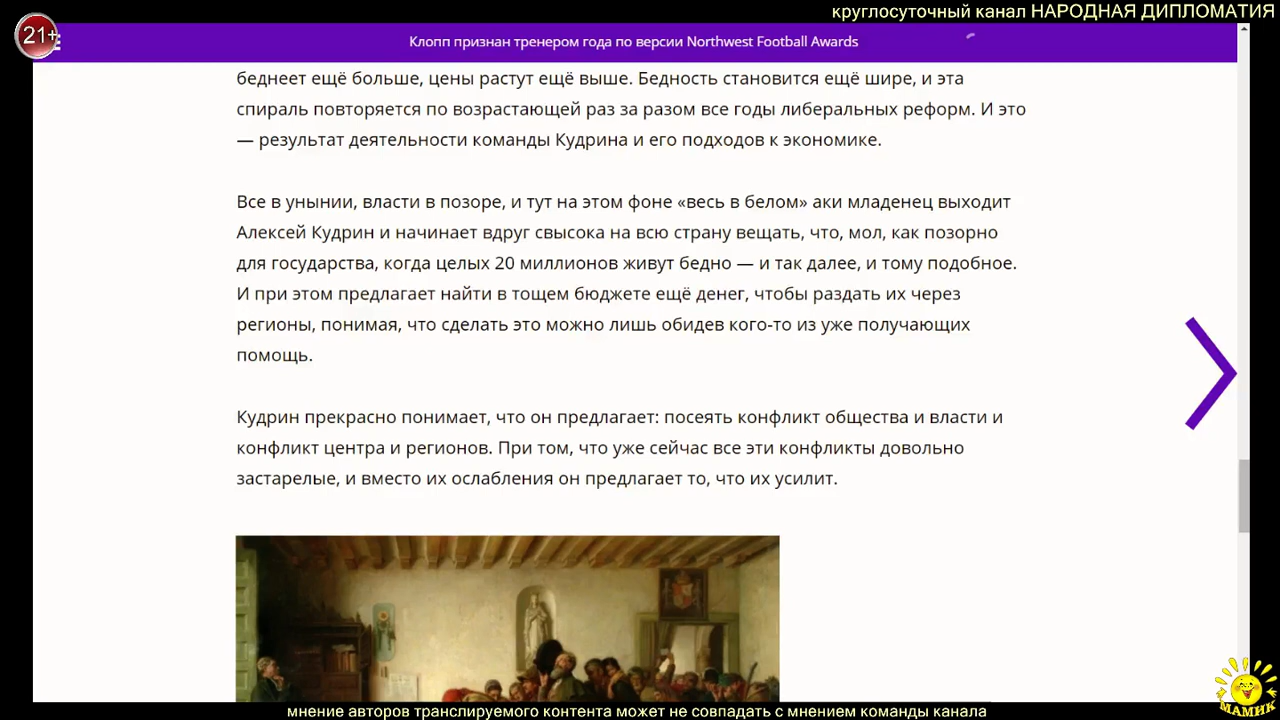 круглосуточный канал НАРОДНАЯ ДИПЛОМАТИЯ
21+
Клопп признан тренером года по версии Northwest Football Awards
беднеет ещё больше, цены растут ещё выше. Бедность становится ещё шире, и эта
спираль повторяется по возрастающей раз за разом все годы либеральных реформ. И это
— результат деятельности команды Кудрина и его подходов к экономике.
Все в унынии, власти в позоре, и тут на этом фоне «весь в белом» аки младенец выходит
Алексей Кудрин и начинает вдруг свысока на всю страну вещать, что, мол, как позорно
для государства, когда целых 20 миллионов живут бедно — и так далее, и тому подобное.
И при этом предлагает найти в тощем бюджете ещё денег, чтобы раздать их через
регионы, понимая, что сделать это можно лишь обидев кого-то из уже получающих
помощь.
Кудрин прекрасно понимает, что он предлагает: посеять конфликт общества и власти и
конфликт центра и регионов. При том, что уже сейчас все эти конфликты довольно
застарелые, и вместо их ослабления он предлагает то, что их усилит.
МАМИК
мнение авторов транслируемого контента может не совпадать с мнением команды канала